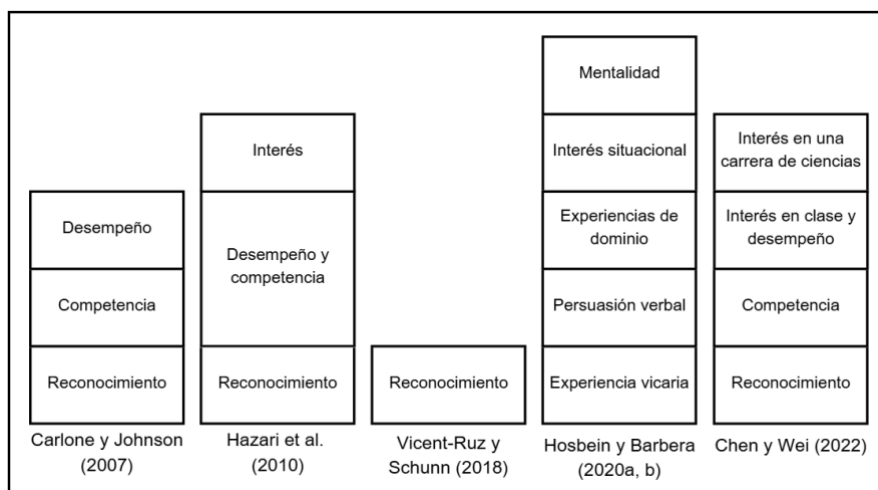 Desempeño
Competencia
Reconocimiento
Carlone y Johnson
(2007)
Interés
Desempeño y
competencia
Reconocimiento
Hazari et al.
(2010)
Reconocimiento
Vicent-Ruz y
Schunn (2018)
Mentalidad
Interés situacional
Experiencias de
dominio
Persuasión verbal
Experiencia vicaria
Hosbein y Barbera
(2020a, b)
Interés en una
carrera de ciencias
Interés en clase y
desempeño
Competencia
Reconocimiento
Chen y Wei (2022)